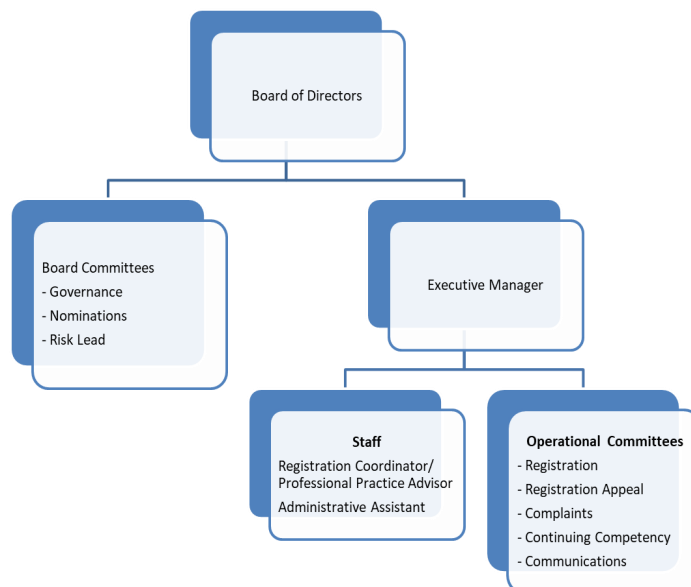 Board of Directors
Board Committees
- Governance
- Nominations
- Risk Lead
Executive Manager
Staff
Registration Coordinator/
Professional Practice Advisor
Administrative Assistant
Operational Committees
- Registration
- Registration Appeal
- Complaints
- Continuing Competency
- Communications